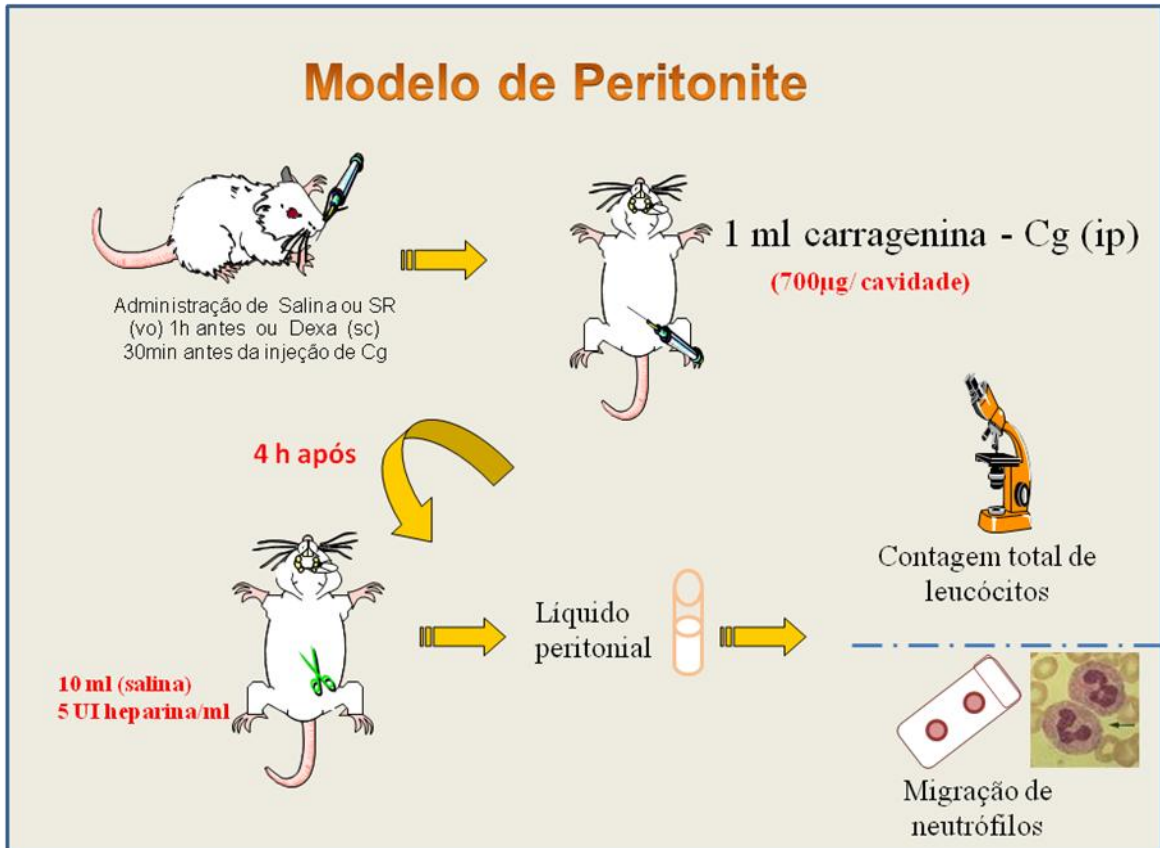 Modelo de Peritonite
Administração de Salina ou SR
(vo) 1h antes ou Dexa (sc)
30min antes da injeção de Cg
1 ml carragenina - Cg (ip)
(700µg/ cavidade)
4 h após
10 ml (salina)
5 UI heparina/ml
Líquido
peritonial
Contagem total de
leucócitos
Migração de
neutrófilos